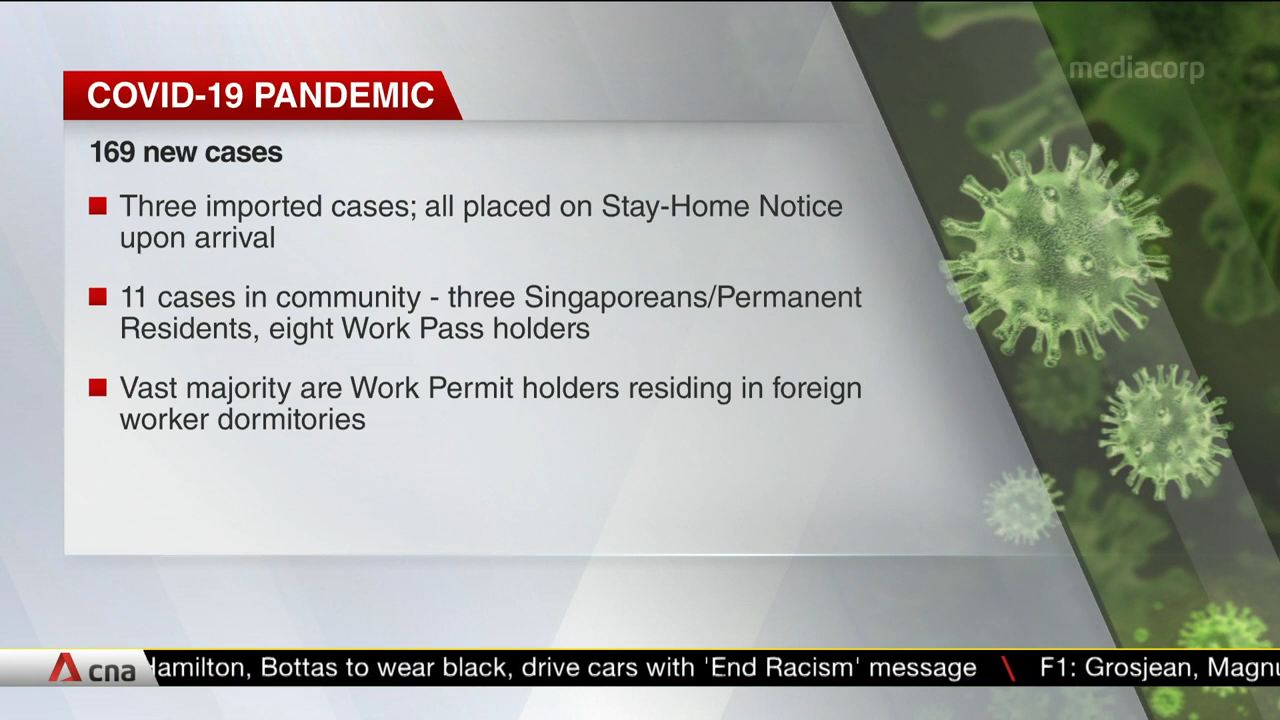 mediacorp
COVID-19 PANDEMIC
169 new cases
Three imported cases; all placed on Stay-Home Notice
upon arrival
11 cases in community - three Singaporeans/Permanent
Residents, eight Work Pass holders
Vast majority are Work Permit holders residing in foreign
worker dormitories
cna
Hamilton, Bottas to wear black, drive cars with 'End Racism' message \ F1: Grosjean,